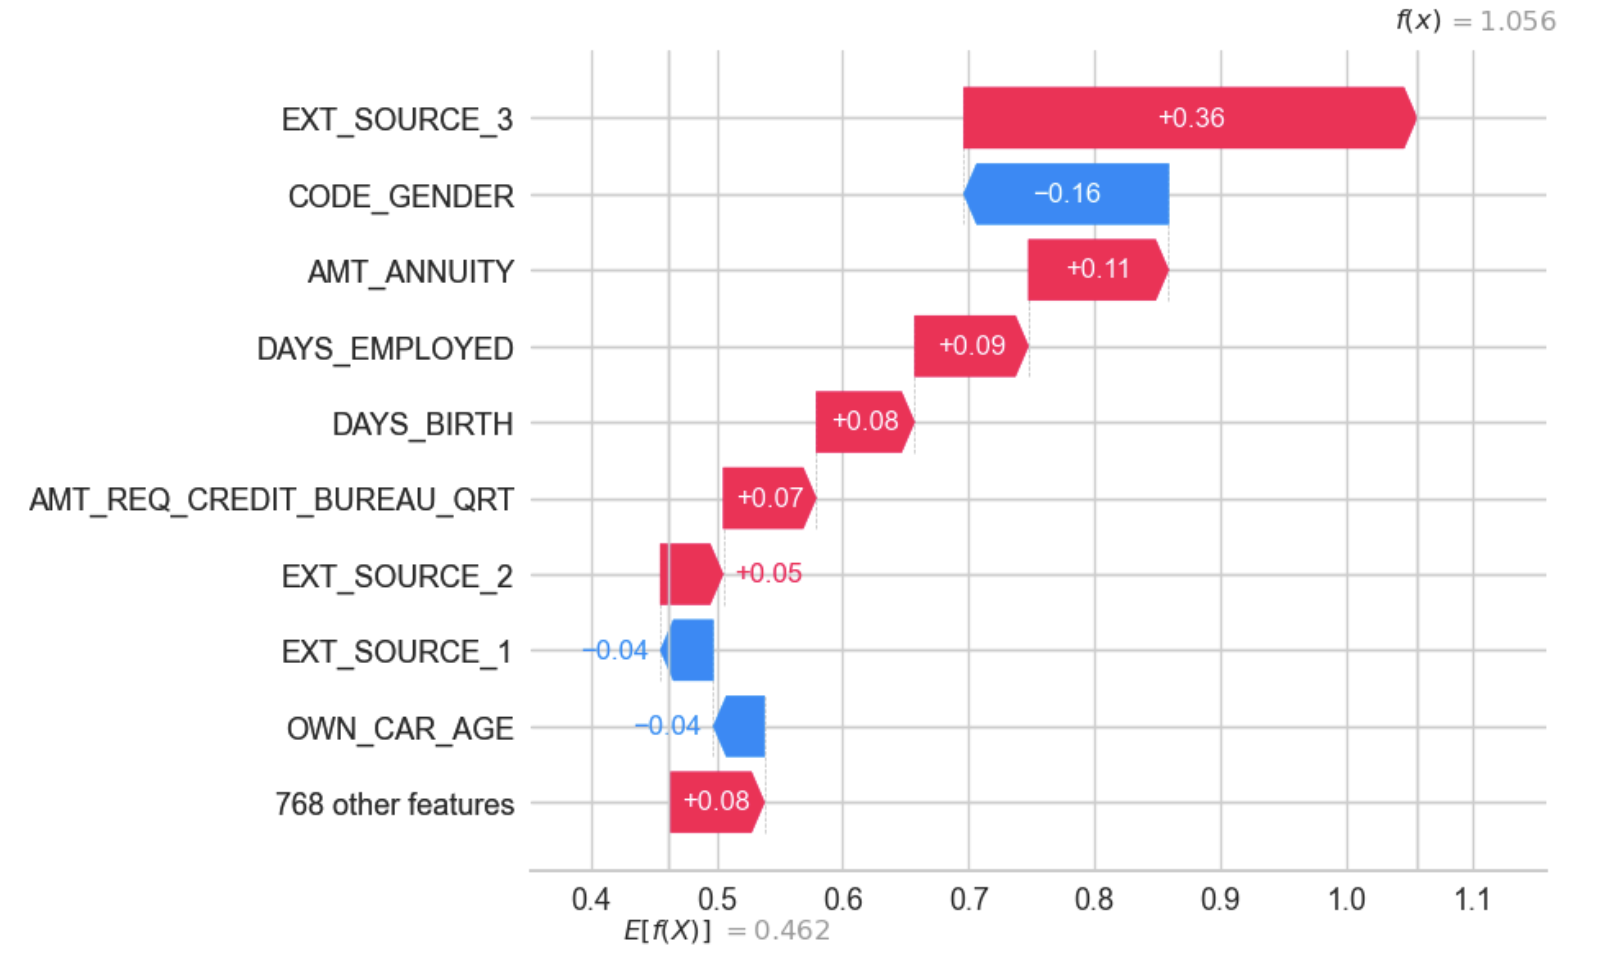 f(x) = 1.056
EXT_SOURCE_3 +0.36
CODE_GENDER −0.16
AMT_ANNUITY +0.11
DAYS_EMPLOYED +0.09
DAYS_BIRTH +0.08
AMT_REQ_CREDIT_BUREAU_QRT +0.07
EXT_SOURCE_2 +0.05
EXT_SOURCE_1 −0.04
OWN_CAR_AGE −0.04
768 other features +0.08
0.4 0.5 0.6 0.7 0.8 0.9 1.0 1.1
E[f(X)] = 0.462